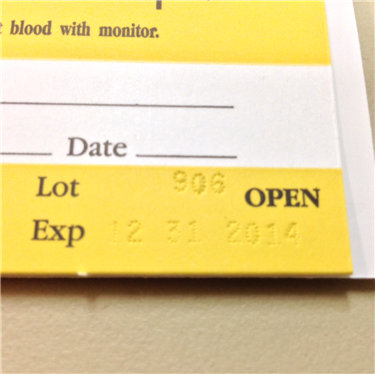 blood with monitor.
Date
Lot 906 OPEN
Exp 12 31 2014